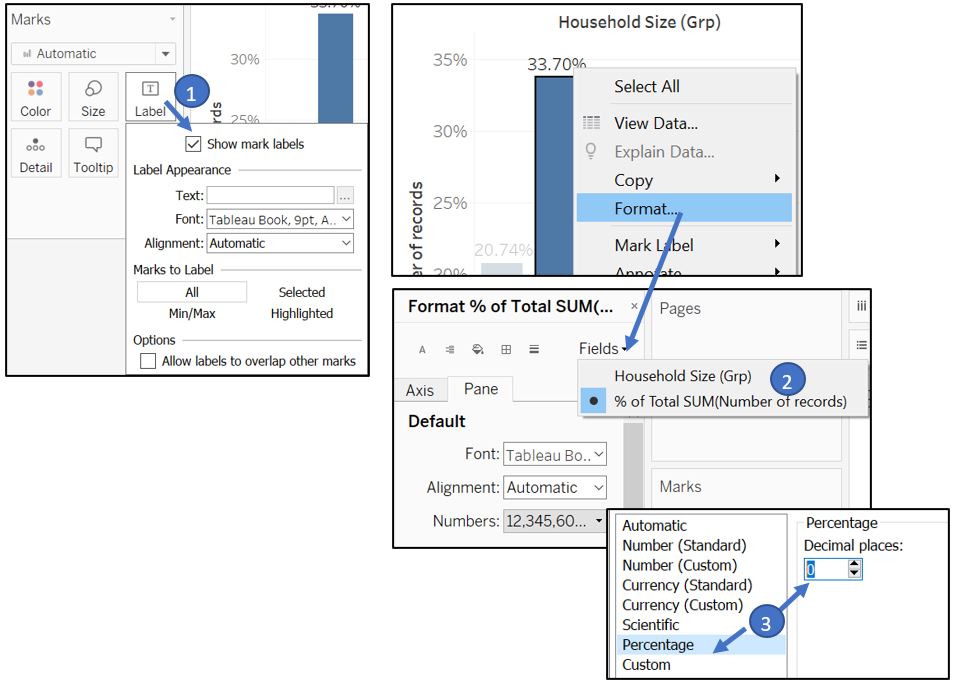 Marks
Automatic
Color
Size
Label
Detail
Tooltip
30%
25%
1
Show mark labels
Label Appearance
Text:
...
Font: Tableau Book, 9pt, A..
Alignment: Automatic
Marks to Label
All Selected
Min/Max Highlighted
Options
Allow labels to overlap other marks
Household Size (Grp)
35%
33.70%
30%
25%
20.74%
20%
er of records
Select All
View Data...
Explain Data...
Copy
Format...
Mark Label
Annotate
Format % of Total SUM(... ×
Fields
Household Size (Grp)
% of Total SUM(Number of records)
2
Axis Pane
Default
Font: Tableau Bo..
Alignment: Automatic
Numbers: 12,345,60...
Pages
iii
Marks
Automatic
Number (Standard)
Number (Custom)
Currency (Standard)
Currency (Custom)
Scientific
Percentage
Custom
Percentage
Decimal places:
0
3